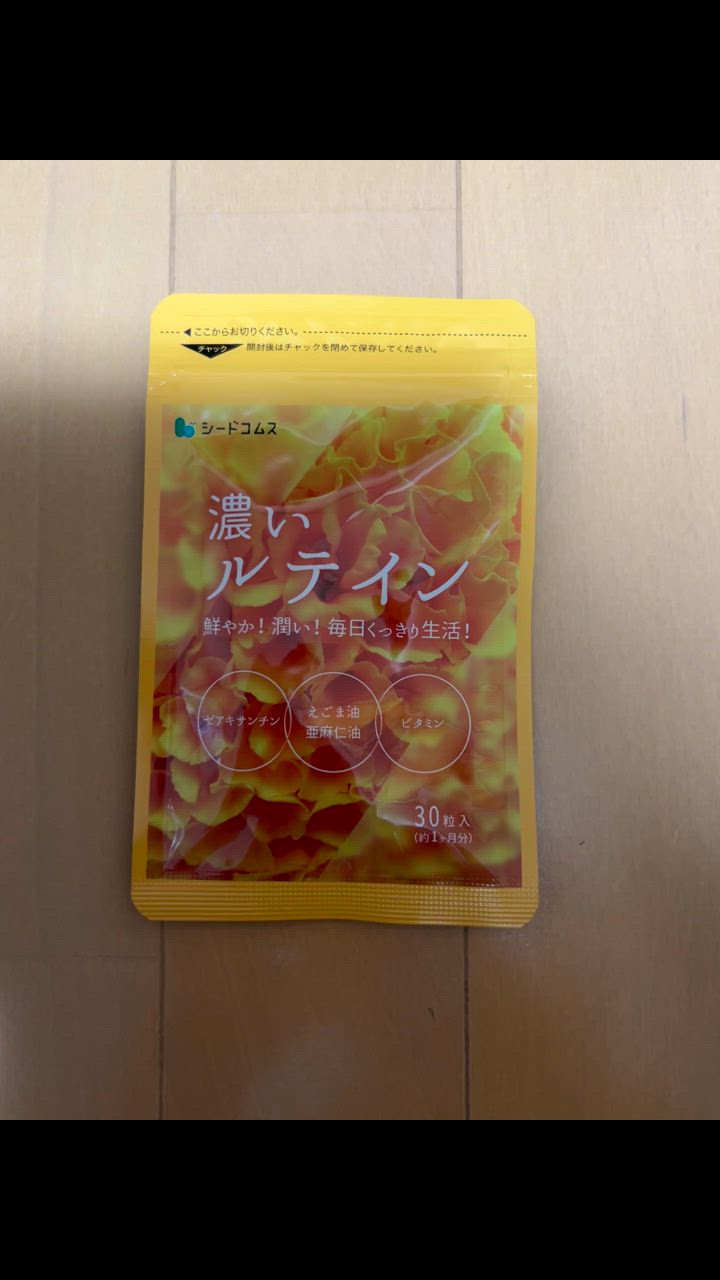 ここからお切りください。
チャック 開封後はチャックを閉めて保存してください。
シードコムス
濃い
ルテイン
鮮やか!潤い!毎日くっきり生活!
ゼアキサンチン
えごま油
亜麻仁油
ビタミン
30粒入
(約1ヶ月分)